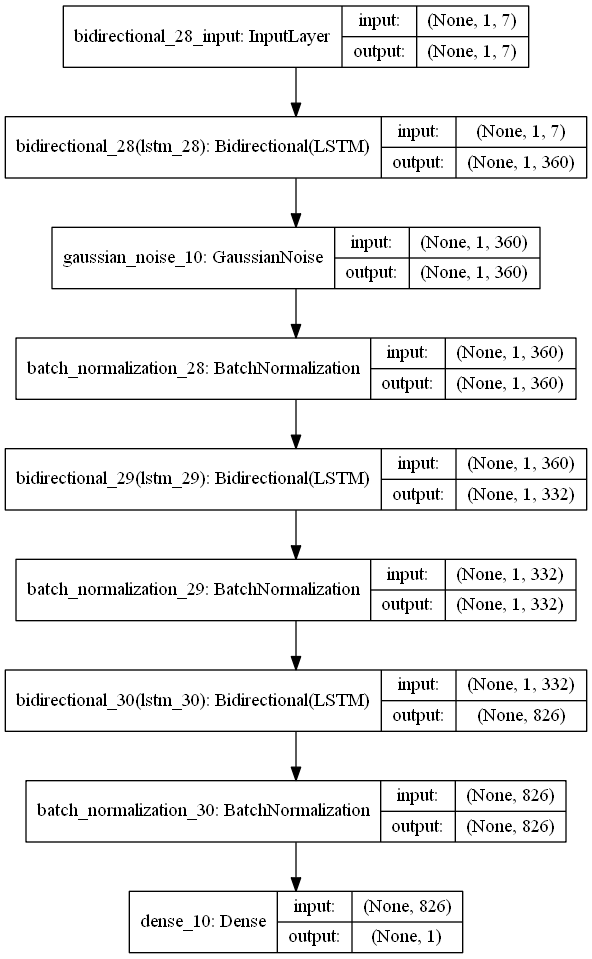 bidirectional_28_input: InputLayer
input: (None, 1, 7)
output: (None, 1, 7)
bidirectional_28(lstm_28): Bidirectional(LSTM)
input: (None, 1, 7)
output: (None, 1, 360)
gaussian_noise_10: GaussianNoise
input: (None, 1, 360)
output: (None, 1, 360)
batch_normalization_28: BatchNormalization
input: (None, 1, 360)
output: (None, 1, 360)
bidirectional_29(lstm_29): Bidirectional(LSTM)
input: (None, 1, 360)
output: (None, 1, 332)
batch_normalization_29: BatchNormalization
input: (None, 1, 332)
output: (None, 1, 332)
bidirectional_30(lstm_30): Bidirectional(LSTM)
input: (None, 1, 332)
output: (None, 826)
batch_normalization_30: BatchNormalization
input: (None, 826)
output: (None, 826)
dense_10: Dense
input: (None, 826)
output: (None, 1)